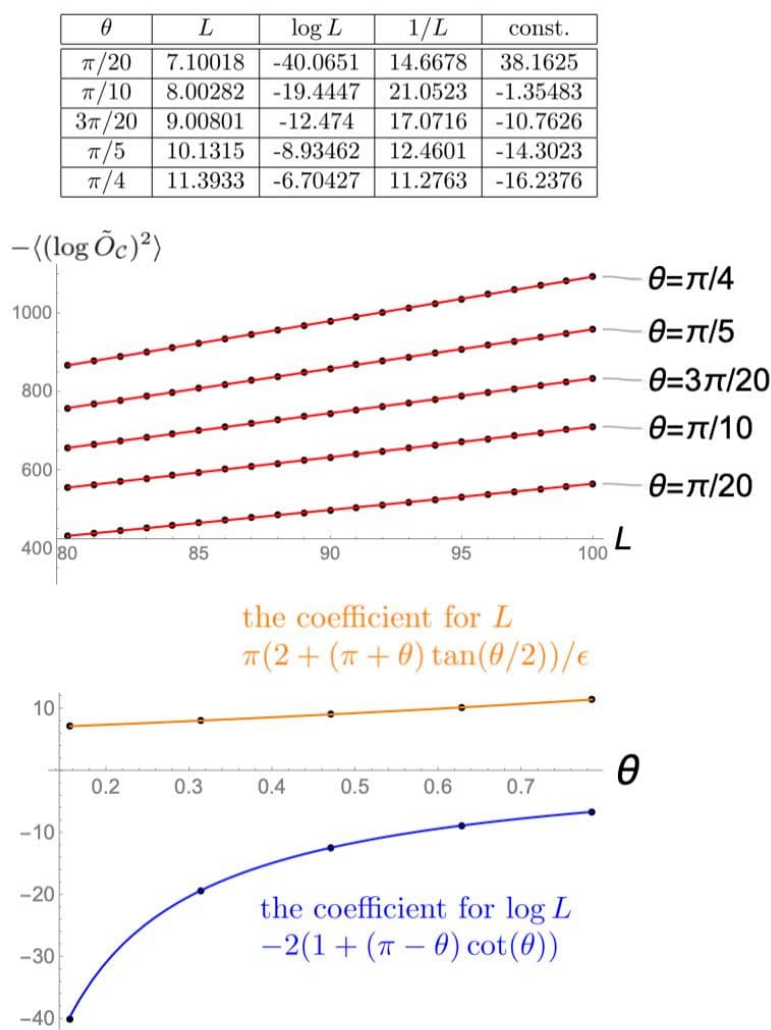 θ L log L 1/L const.
π/20 7.10018 -40.0651 14.6678 38.1625
π/10 8.00282 -19.4447 21.0523 -1.35483
3π/20 9.00801 -12.474 17.0716 -10.7626
π/5 10.1315 -8.93462 12.4601 -14.3023
π/4 11.3933 -6.70427 11.2763 -16.2376
−⟨(log Õ_C)²⟩
θ=π/4
1000
θ=π/5
800
θ=3π/20
θ=π/10
600
θ=π/20
400
80 85 90 95 100 L
the coefficient for L
π(2 + (π + θ) tan(θ/2))/ϵ
10
0.2 0.3 0.4 0.5 0.6 0.7 θ
-10
-20
the coefficient for log L
−2(1 + (π − θ) cot(θ))
-30
-40